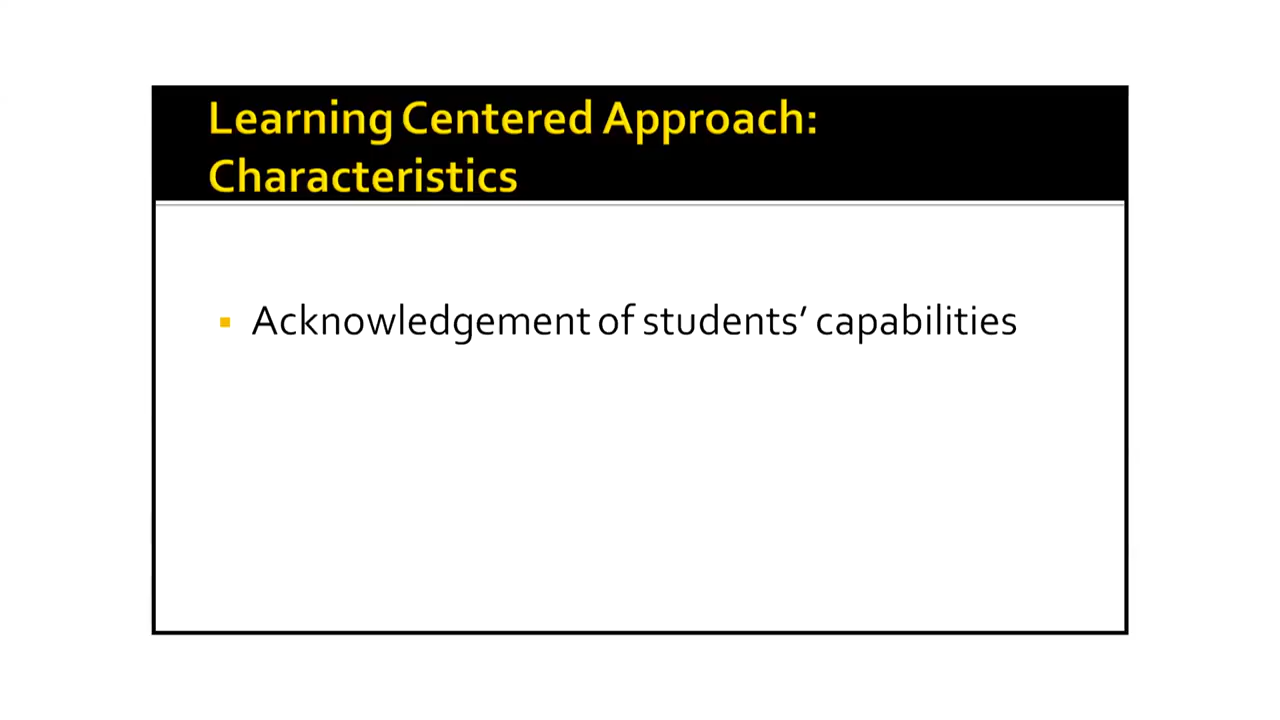 Learning Centered Approach:
Characteristics
▪ Acknowledgement of students’ capabilities